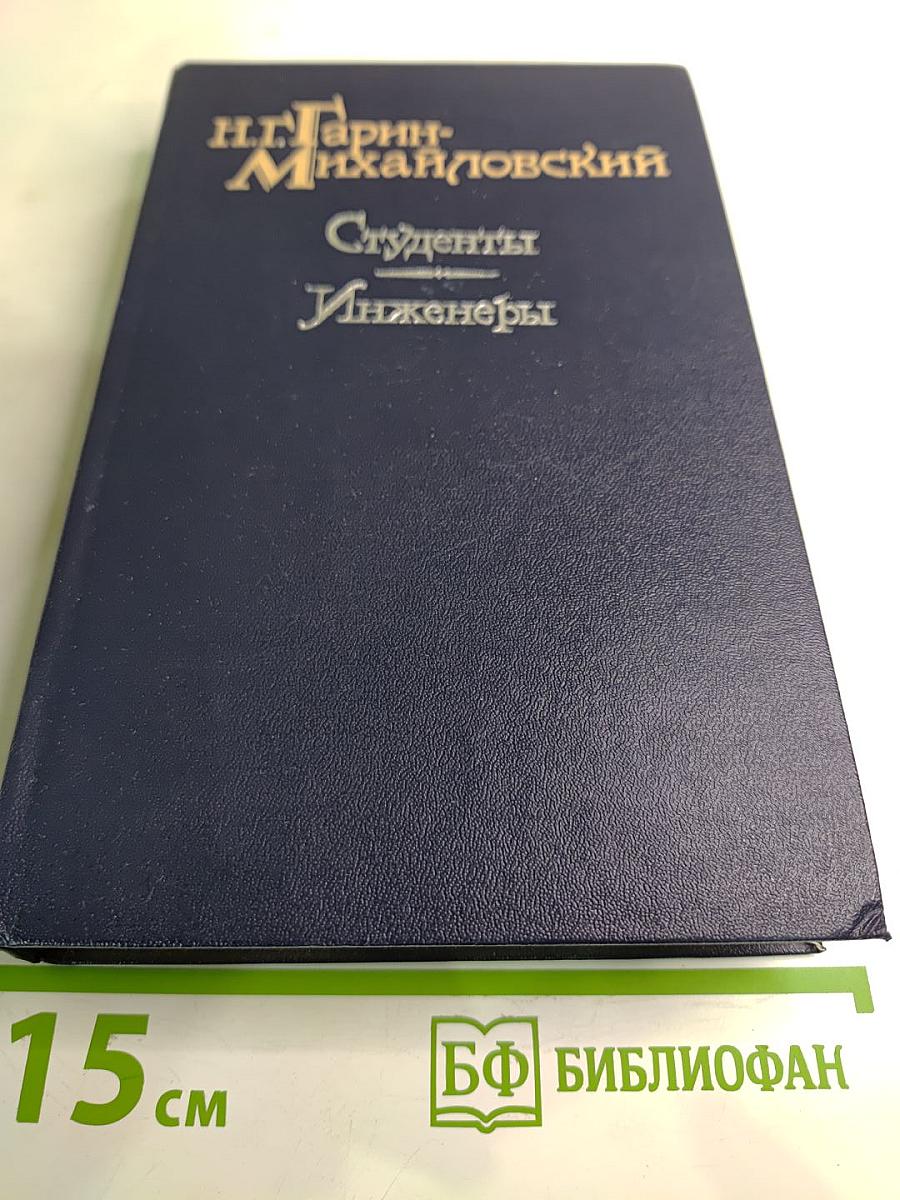 Н.Г. Гарин-
Михайловский
Студенты
Инженеры
15 см
БФ БИБЛИОФАН